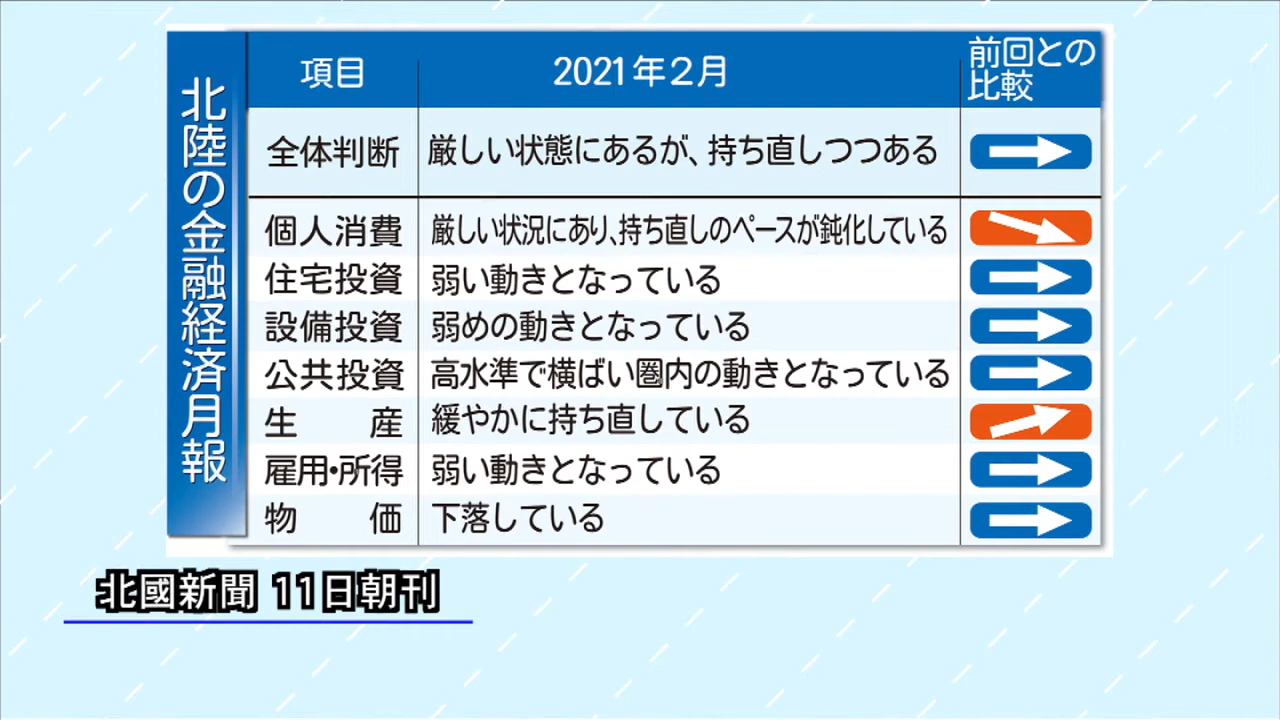 北陸の金融経済月報
項目 2021年2月 前回との比較
全体判断 厳しい状態にあるが、持ち直しつつある
個人消費 厳しい状況にあり、持ち直しのペースが鈍化している
住宅投資 弱い動きとなっている
設備投資 弱めの動きとなっている
公共投資 高水準で横ばい圏内の動きとなっている
生産 緩やかに持ち直している
雇用・所得 弱い動きとなっている
物価 下落している
北國新聞 11日朝刊